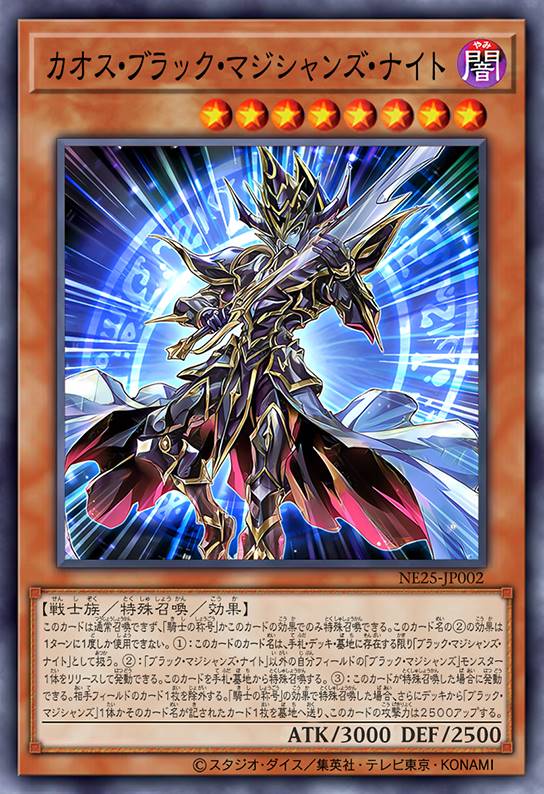 カオス・ブラック・マジシャンズ・ナイト
やみ
闇
NE25-JP002
【戦士族／特殊召喚／効果】
このカードは通常召喚できず、「騎士の称号」かこのカードの効果でのみ特殊召喚できる。このカード名の②の効果は
1ターンに1度しか使用できない。①：このカードのカード名は、手札・デッキ・墓地に存在する限り「ブラック・マジシャンズ・
ナイト」として扱う。②：「ブラック・マジシャンズ・ナイト」以外の自分フィールドの「ブラック・マジシャンズ」モンスター
1体をリリースして発動できる。このカードを手札・墓地から特殊召喚する。③：このカードが特殊召喚した場合に発動
できる。相手フィールドのカード1枚を除外する。「騎士の称号」の効果で特殊召喚した場合、さらにデッキから「ブラック・
マジシャンズ」1体かそのカード名が記されたカード1枚を墓地へ送り、このカードの攻撃力は2500アップする。
ATK/3000 DEF/2500
©スタジオ・ダイス／集英社・テレビ東京・KONAMI